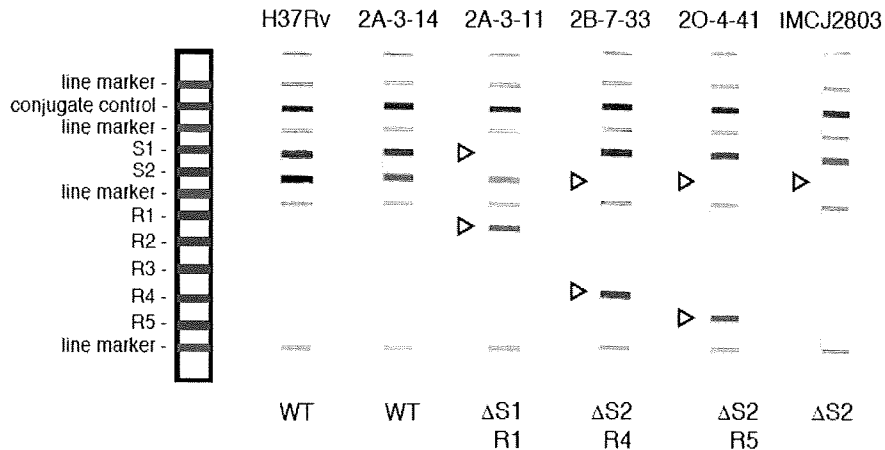 H37Rv 2A-3-14 2A-3-11 2B-7-33 2O-4-41 IMCJ2803
line marker -
conjugate control -
line marker -
S1 -
S2 -
line marker -
R1 -
R2 -
R3 -
R4 -
R5 -
line marker -
WT WT ΔS1 ΔS2 ΔS2 ΔS2
R1 R4 R5